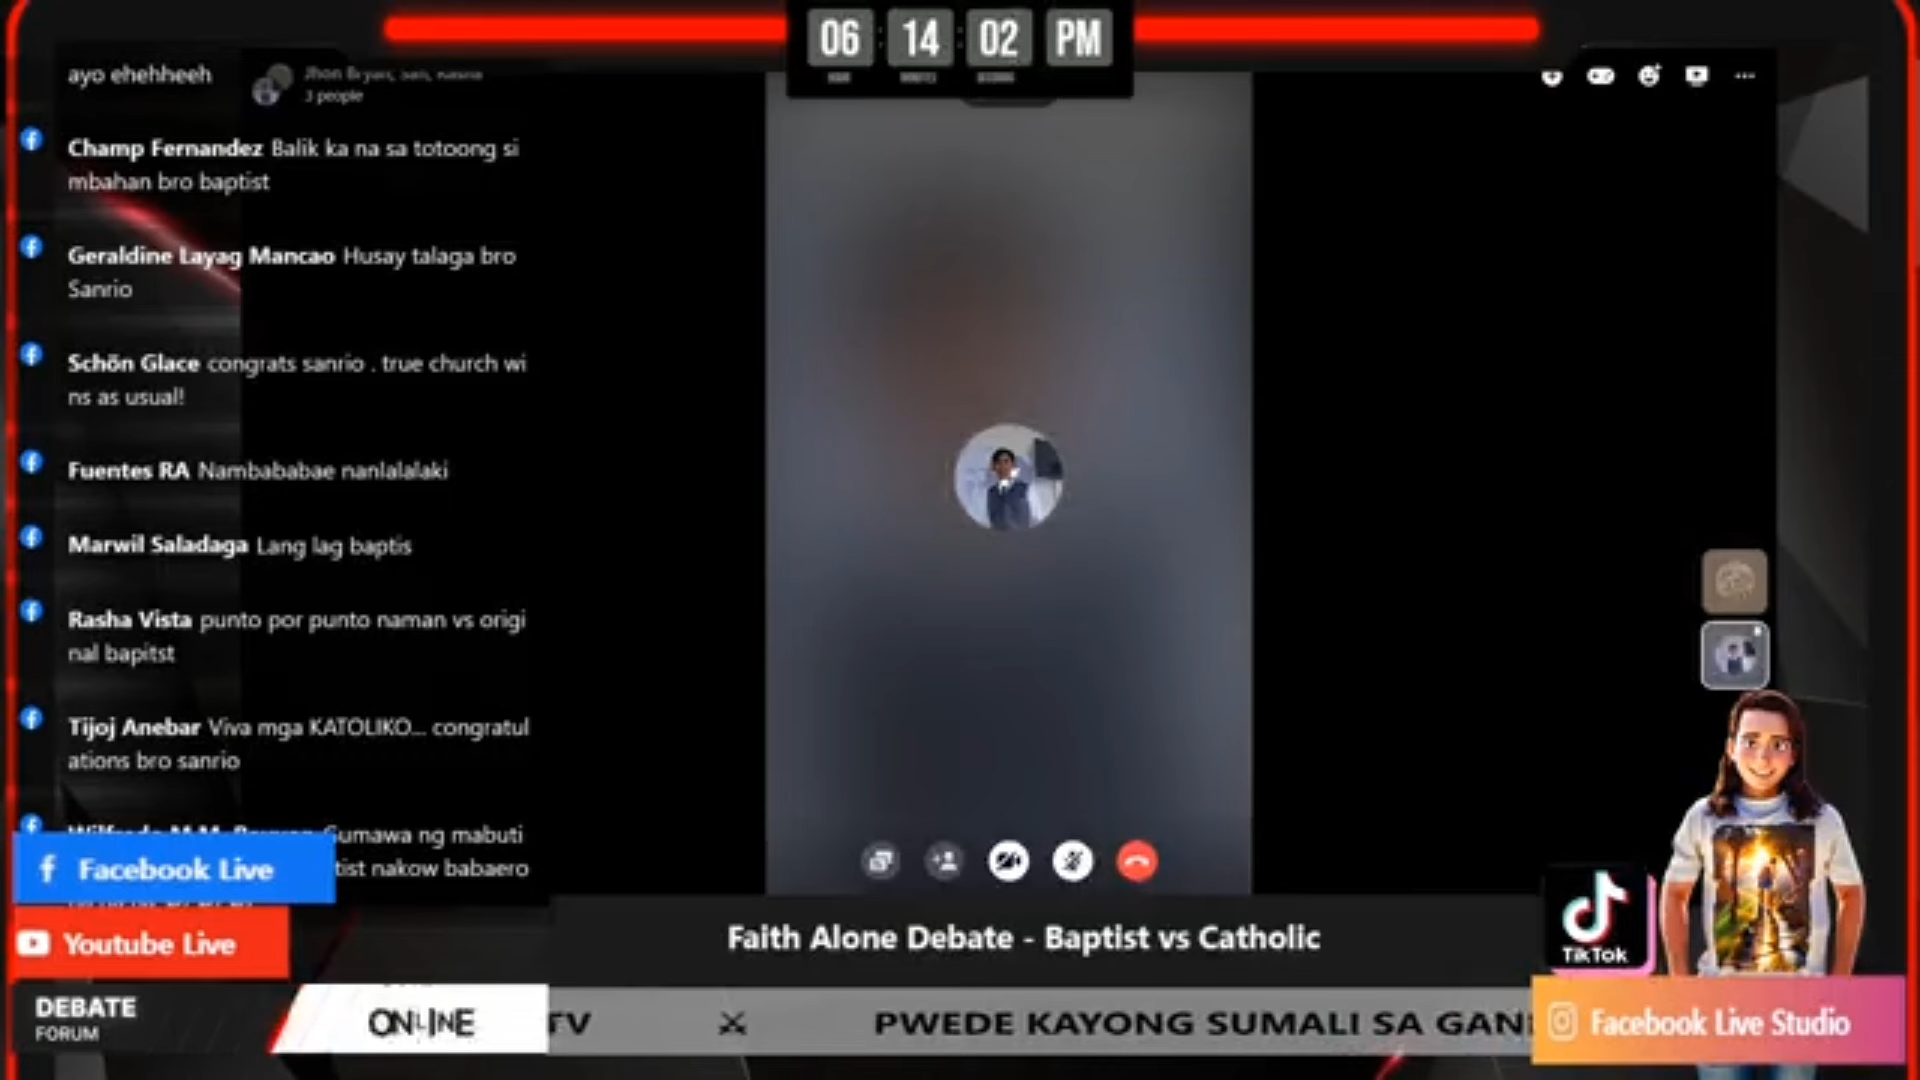 06 14 02 PM
ayo ehehheeh
Jhon Bryan, San, Rasha
3 people
Champ Fernandez Balik ka na sa totoong si
mbahan bro baptist
Geraldine Layag Mancao Husay talaga bro
Sanrio
Schön Glace congrats sanrio . true church wi
ns as usual!
Fuentes RA Nambababae nanlalalaki
Marwil Saladaga Lang lag baptis
Rasha Vista punto por punto naman vs origi
nal bapitst
Tijoj Anebar Viva mga KATOLIKO... congratul
ations bro sanrio
Gumawa ng mabuti
tist nakow babaero
Facebook Live
Youtube Live
Faith Alone Debate - Baptist vs Catholic
TikTok
DEBATE
FORUM
ONLINE
TV
PWEDE KAYONG SUMALI SA GAN
Facebook Live Studio